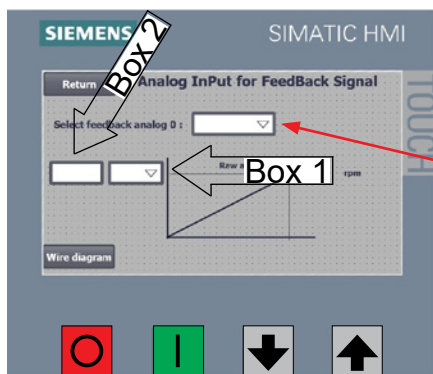 SIEMENS
SIMATIC HMI
TOUCH
Box 2
Return
Analog InPut for FeedBack Signal
Select feedback analog 0 :
Box 1
Raw
rpm
Wire diagram